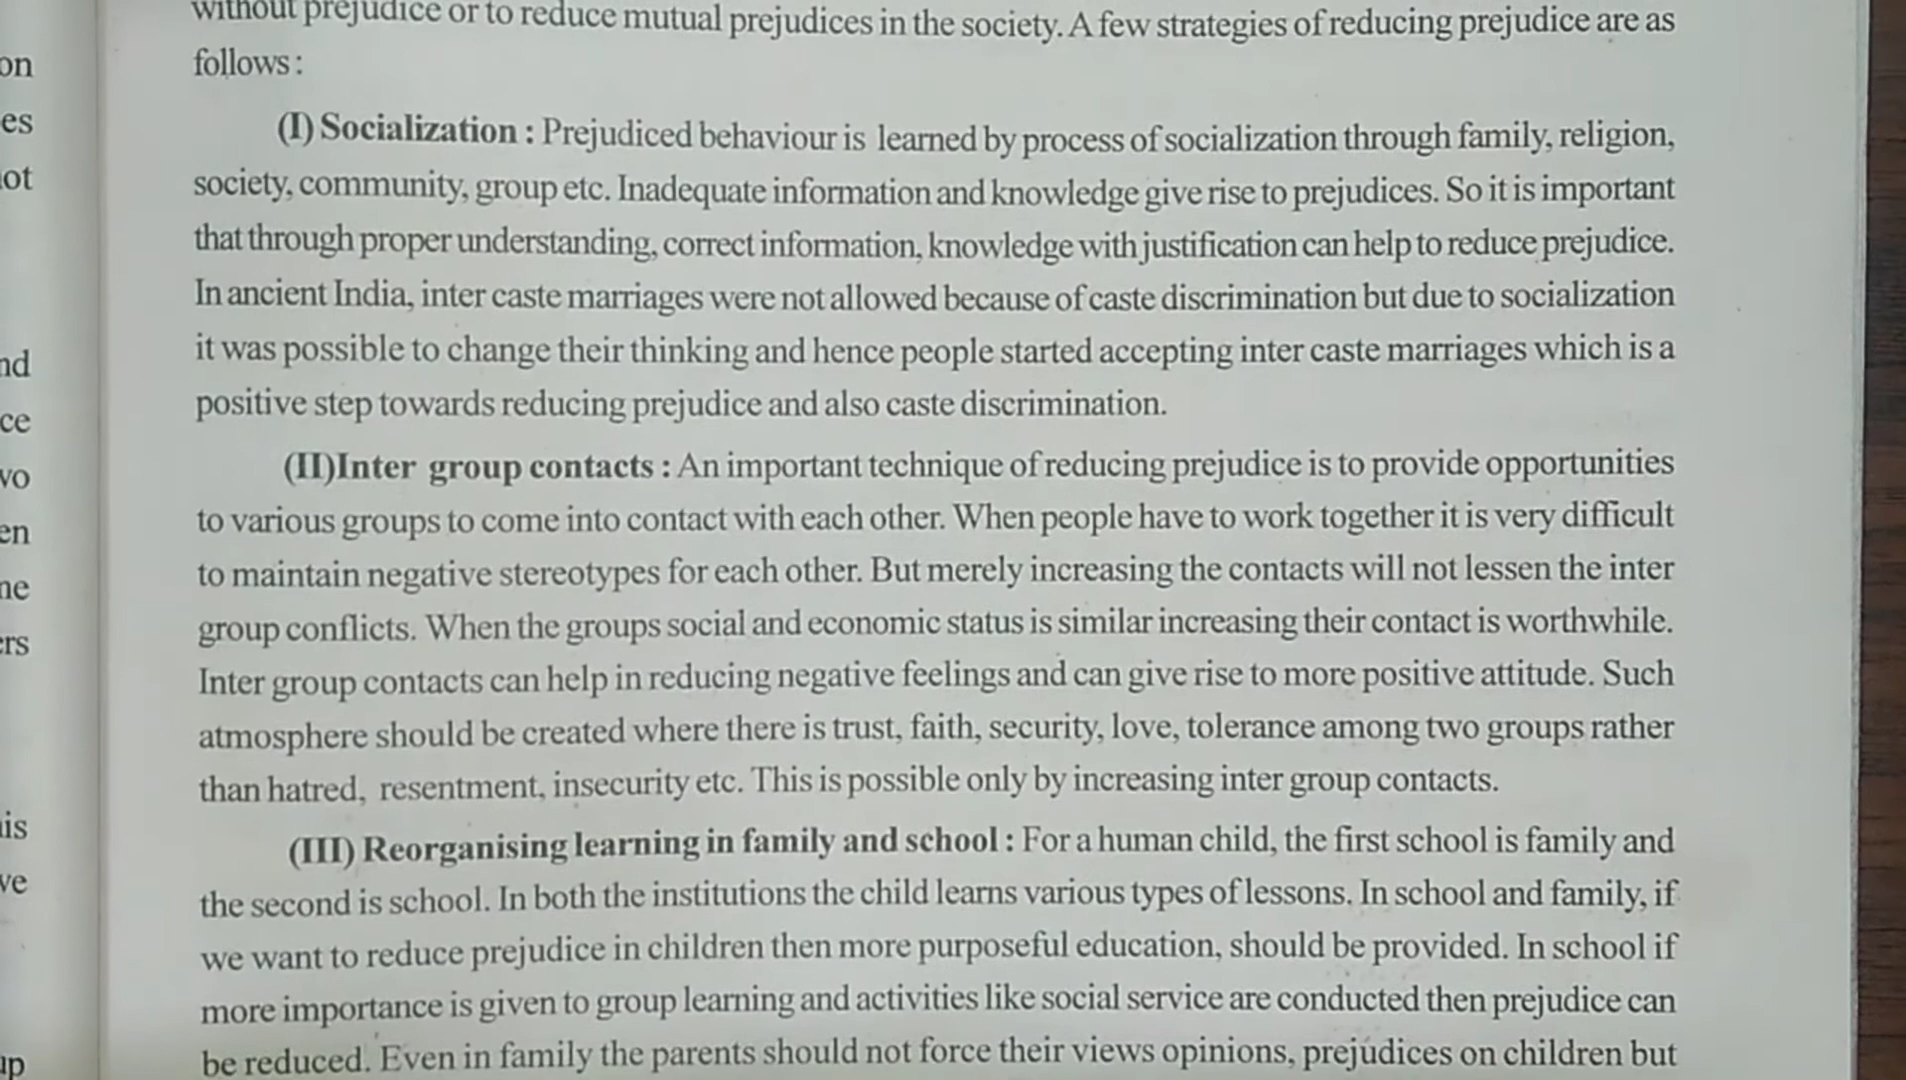 without prejudice or to reduce mutual prejudices in the society. A few strategies of reducing prejudice are as
follows :
(I) Socialization : Prejudiced behaviour is learned by process of socialization through family, religion,
society, community, group etc. Inadequate information and knowledge give rise to prejudices. So it is important
that through proper understanding, correct information, knowledge with justification can help to reduce prejudice.
In ancient India, inter caste marriages were not allowed because of caste discrimination but due to socialization
it was possible to change their thinking and hence people started accepting inter caste marriages which is a
positive step towards reducing prejudice and also caste discrimination.
(II)Inter group contacts : An important technique of reducing prejudice is to provide opportunities
to various groups to come into contact with each other. When people have to work together it is very difficult
to maintain negative stereotypes for each other. But merely increasing the contacts will not lessen the inter
group conflicts. When the groups social and economic status is similar increasing their contact is worthwhile.
Inter group contacts can help in reducing negative feelings and can give rise to more positive attitude. Such
atmosphere should be created where there is trust, faith, security, love, tolerance among two groups rather
than hatred, resentment, insecurity etc. This is possible only by increasing inter group contacts.
(III) Reorganising learning in family and school : For a human child, the first school is family and
the second is school. In both the institutions the child learns various types of lessons. In school and family, if
we want to reduce prejudice in children then more purposeful education, should be provided. In school if
more importance is given to group learning and activities like social service are conducted then prejudice can
be reduced. Even in family the parents should not force their views opinions, prejudices on children but